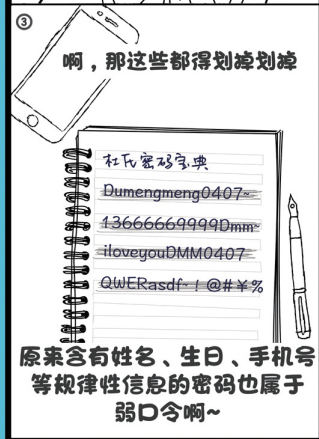 ③
啊，那这些都得划掉划掉
杜氏密码宝典
Dumengmeng0407~
13666669999Dmm~
iloveyouDMM0407
QWERasdf~！@#￥%
原来含有姓名、生日、手机号
等规律性信息的密码也属于
弱口令啊~